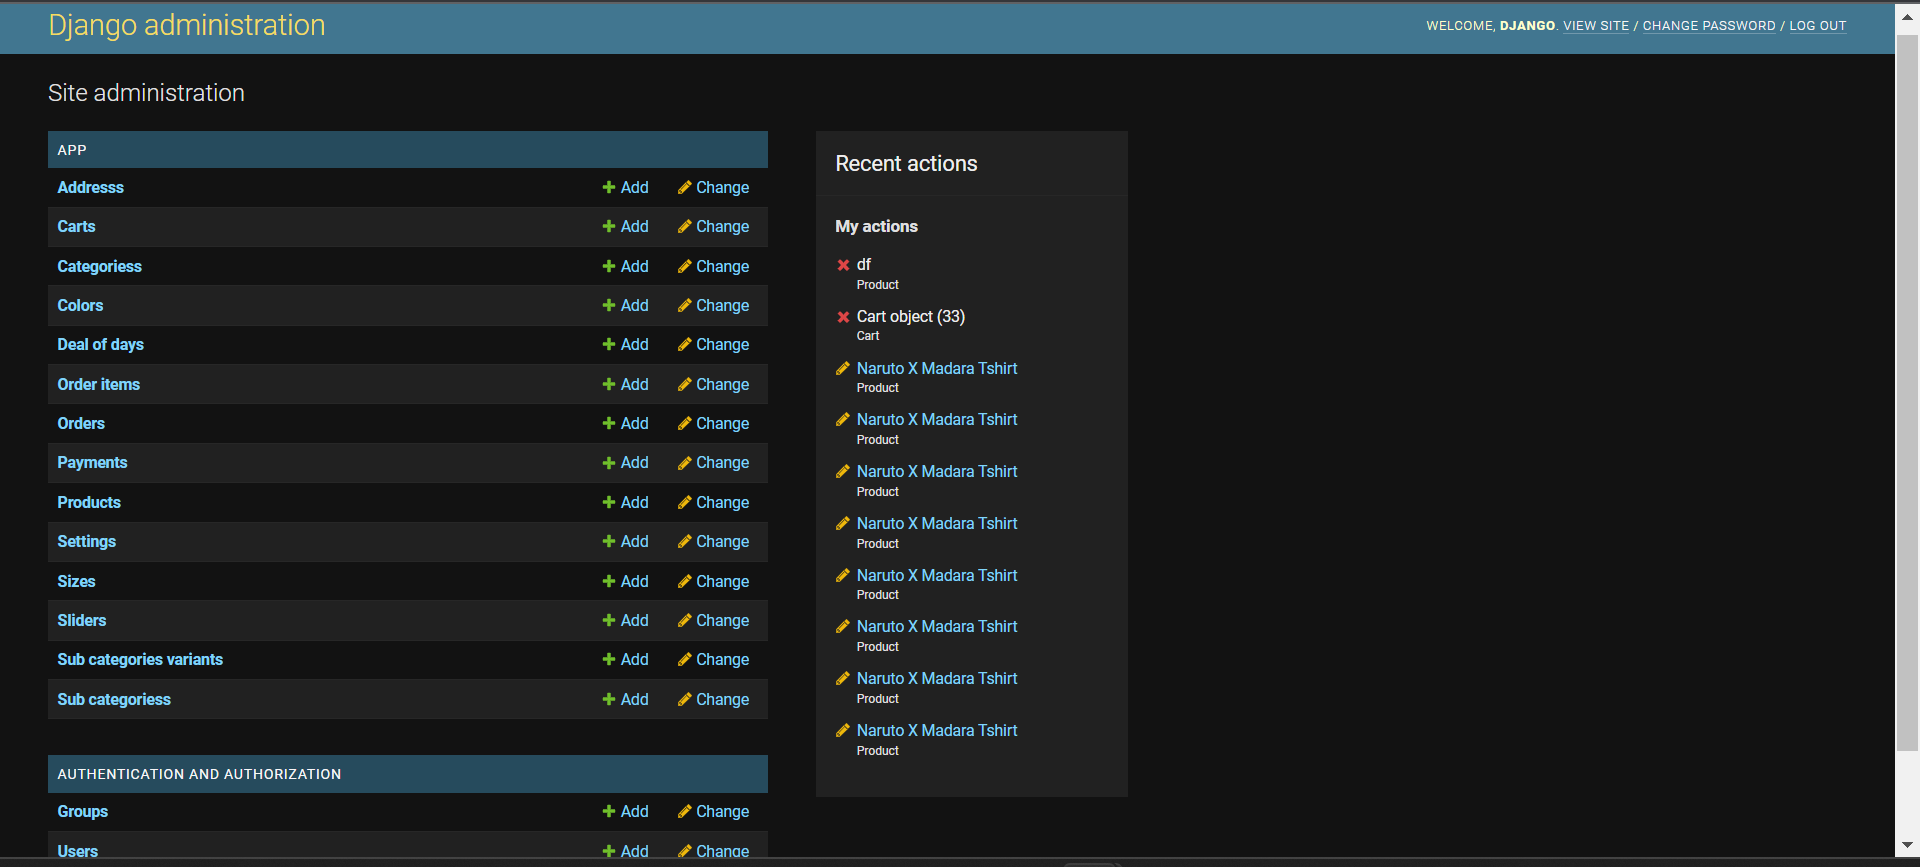 Django administration
WELCOME, DJANGO. VIEW SITE / CHANGE PASSWORD / LOG OUT
Site administration
APP
Addresss Add Change
Carts Add Change
Categoriess Add Change
Colors Add Change
Deal of days Add Change
Order items Add Change
Orders Add Change
Payments Add Change
Products Add Change
Settings Add Change
Sizes Add Change
Sliders Add Change
Sub categories variants Add Change
Sub categoriess Add Change
AUTHENTICATION AND AUTHORIZATION
Groups Add Change
Users Add Change
Recent actions
My actions
df
Product
Cart object (33)
Cart
Naruto X Madara Tshirt
Product
Naruto X Madara Tshirt
Product
Naruto X Madara Tshirt
Product
Naruto X Madara Tshirt
Product
Naruto X Madara Tshirt
Product
Naruto X Madara Tshirt
Product
Naruto X Madara Tshirt
Product
Naruto X Madara Tshirt
Product